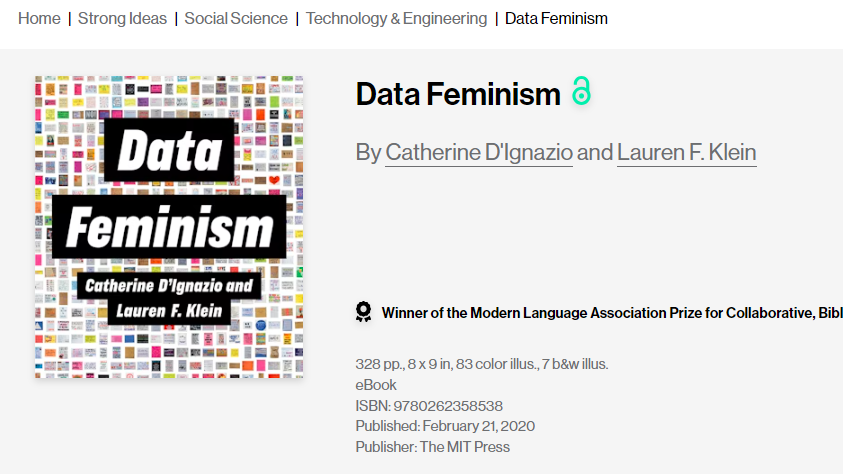 Home | Strong Ideas | Social Science | Technology & Engineering | Data Feminism
Data
Feminism
Catherine D'Ignazio and
Lauren F. Klein
Data Feminism
By Catherine D'Ignazio and Lauren F. Klein
Winner of the Modern Language Association Prize for Collaborative, Bibl
328 pp., 8 x 9 in, 83 color illus., 7 b&w illus.
eBook
ISBN: 9780262358538
Published: February 21, 2020
Publisher: The MIT Press